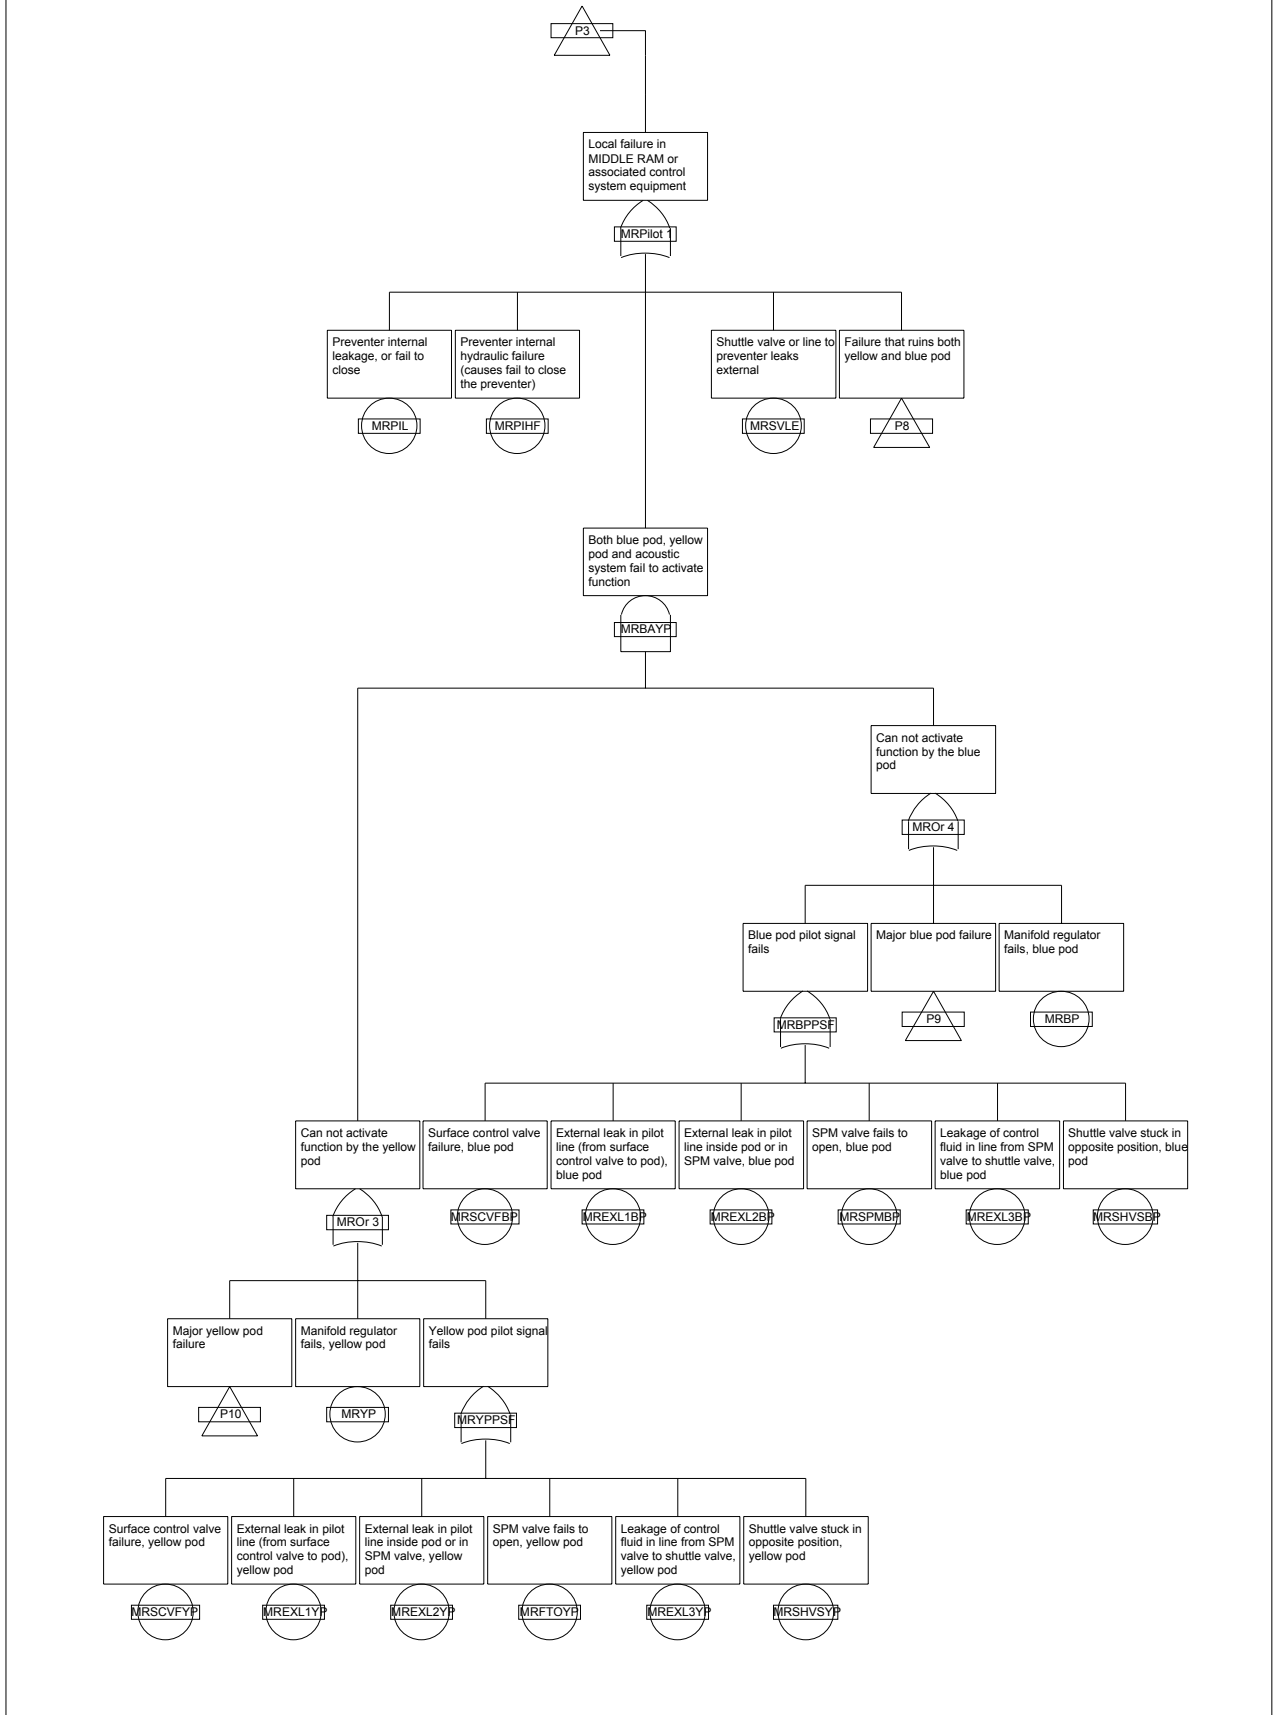 P3
Local failure in
MIDDLE RAM or
associated control
system equipment
MRPilot 1
Preventer internal
leakage, or fail to
close
MRPIL
Preventer internal
hydraulic failure
(causes fail to close
the preventer)
MRPIHF
Shuttle valve or line to
preventer leaks
external
MRSVLE
Failure that ruins both
yellow and blue pod
P8
Both blue pod, yellow
pod and acoustic
system fail to activate
function
MRBAYP
Can not activate
function by the blue
pod
MROr 4
Blue pod pilot signal
fails
MRBPPSF
Major blue pod failure
P9
Manifold regulator
fails, blue pod
MRBP
Can not activate
function by the yellow
pod
MROr 3
Surface control valve
failure, blue pod
MRSCVFBP
External leak in pilot
line (from surface
control valve to pod),
blue pod
MREXL1BP
External leak in pilot
line inside pod or in
SPM valve, blue pod
MREXL2BP
SPM valve fails to
open, blue pod
MRSPMBP
Leakage of control
fluid in line from SPM
valve to shuttle valve,
blue pod
MREXL3BP
Shuttle valve stuck in
opposite position, blue
pod
MRSHVSBP
Major yellow pod
failure
P10
Manifold regulator
fails, yellow pod
MRYP
Yellow pod pilot signal
fails
MRYPPSF
Surface control valve
failure, yellow pod
MRSCVFYP
External leak in pilot
line (from surface
control valve to pod),
yellow pod
MREXL1YP
External leak in pilot
line inside pod or in
SPM valve, yellow
pod
MREXL2YP
SPM valve fails to
open, yellow pod
MRFTOYP
Leakage of control
fluid in line from SPM
valve to shuttle valve,
yellow pod
MREXL3YP
Shuttle valve stuck in
opposite position,
yellow pod
MRSHVSYP